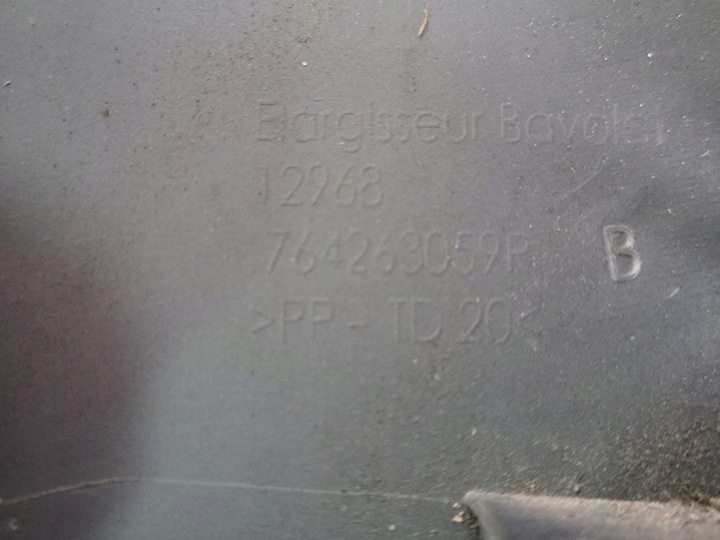 Elargisseur Bavolet
12968
764263059R
B
>PP - TD 20<